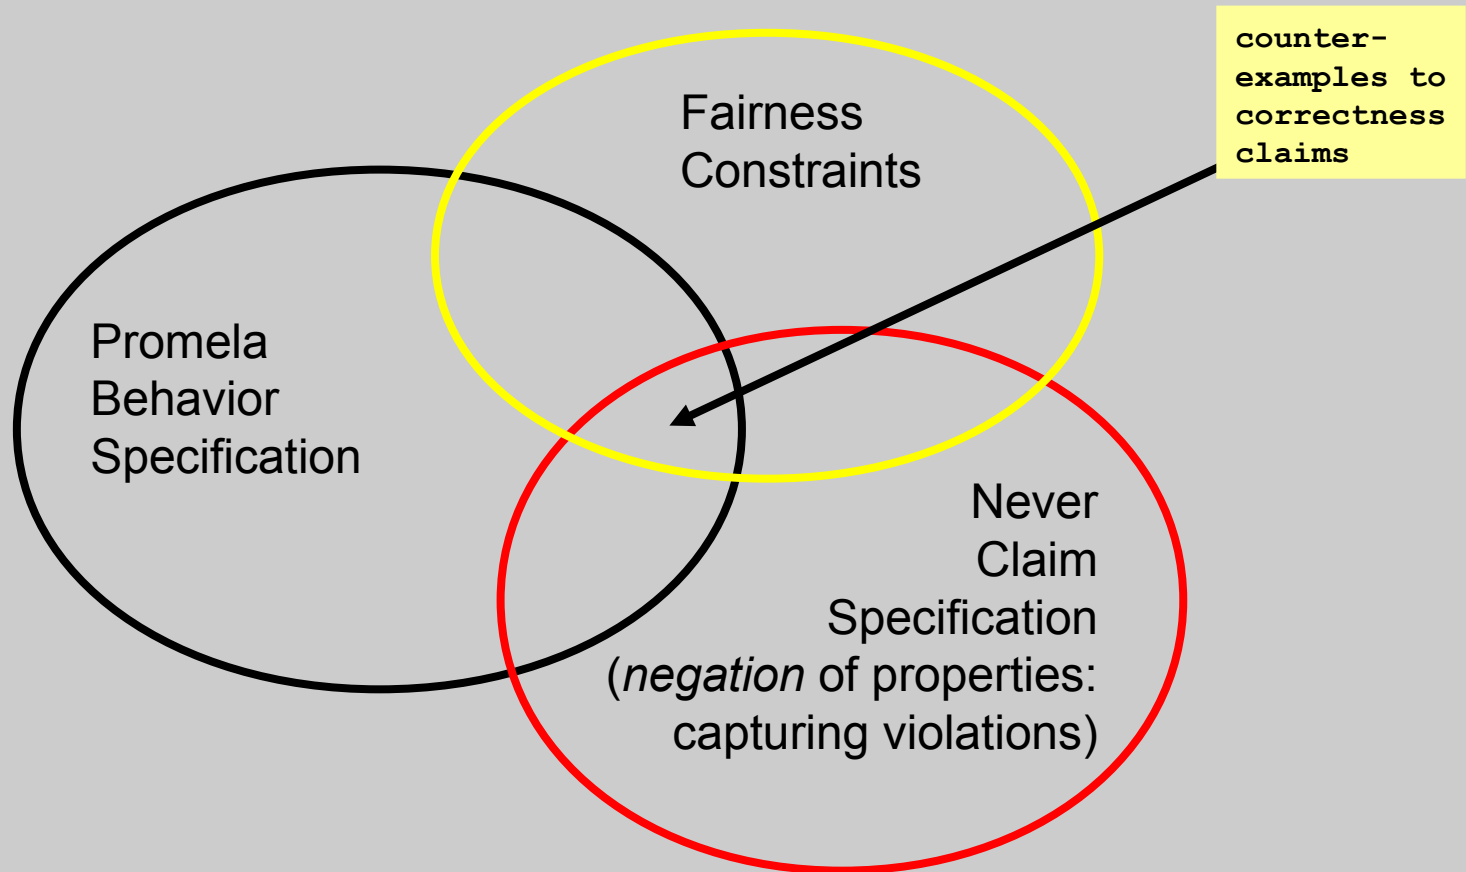 Fairness
Constraints
counter-
examples to
correctness
claims
Promela
Behavior
Specification
Never
Claim
Specification
(negation of properties:
capturing violations)